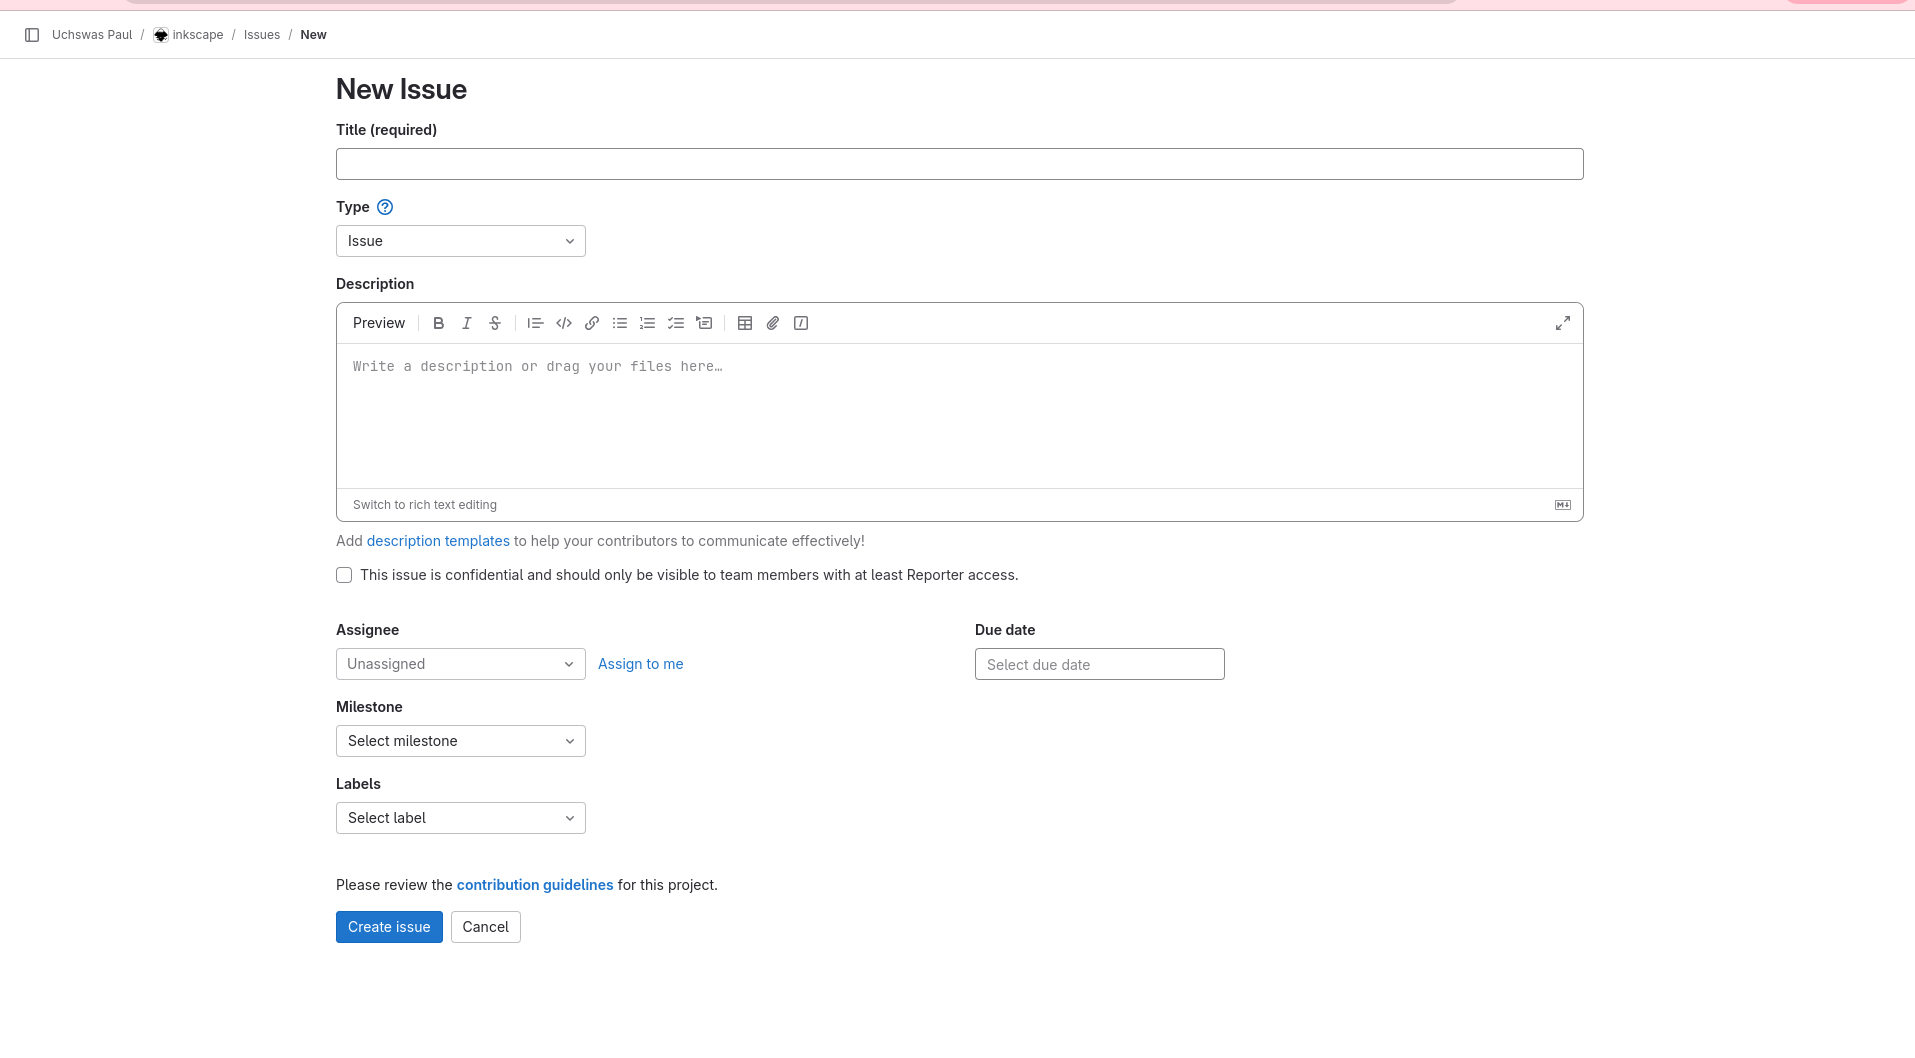 Uchswas Paul / inkscape / Issues / New
New Issue
Title (required)
Type
Issue
Description
Preview
Write a description or drag your files here…
Switch to rich text editing
Add description templates to help your contributors to communicate effectively!
This issue is confidential and should only be visible to team members with at least Reporter access.
Assignee
Unassigned
Assign to me
Due date
Select due date
Milestone
Select milestone
Labels
Select label
Please review the contribution guidelines for this project.
Create issue
Cancel